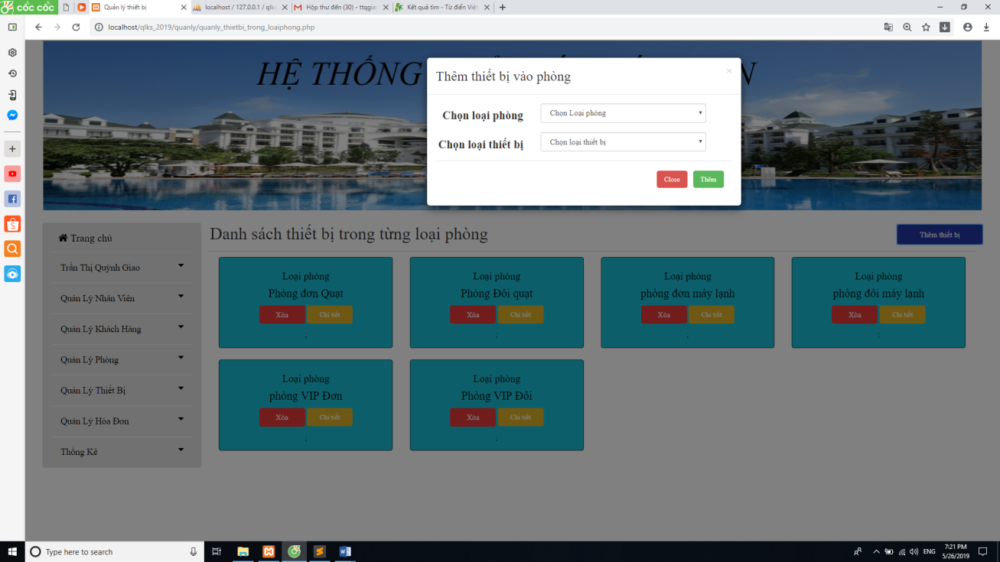 cốc cốc
Quản lý thiết bị
localhost / 127.0.0.1 / qlks
Hộp thư đến (30) - ttqgiao
Kết quả tìm - Từ điển Việt
localhost/qlks_2019/quanly/quanly_thietbi_trong_loaiphong.php
HỆ THỐNG
N
Thêm thiết bị vào phòng
×
Chọn loại phòng
Chọn Loại phòng
Chọn loại thiết bị
Chọn loại thiết bị
Close
Thêm
Trang chủ
Trần Thị Quỳnh Giao
Quản Lý Nhân Viên
Quản Lý Khách Hàng
Quản Lý Phòng
Quản Lý Thiết Bị
Quản Lý Hóa Đơn
Thống Kê
Danh sách thiết bị trong từng loại phòng
Thêm thiết bị
Loại phòng
Phòng đơn Quạt
Xóa
Chi tiết
;
Loại phòng
Phòng Đôi quạt
Xóa
Chi tiết
;
Loại phòng
phòng đơn máy lạnh
Xóa
Chi tiết
;
Loại phòng
phòng đôi máy lạnh
Xóa
Chi tiết
;
Loại phòng
phòng VIP Đơn
Xóa
Chi tiết
;
Loại phòng
Phòng VIP Đôi
Xóa
Chi tiết
;
Type here to search
ENG
7:21 PM
5/26/2019